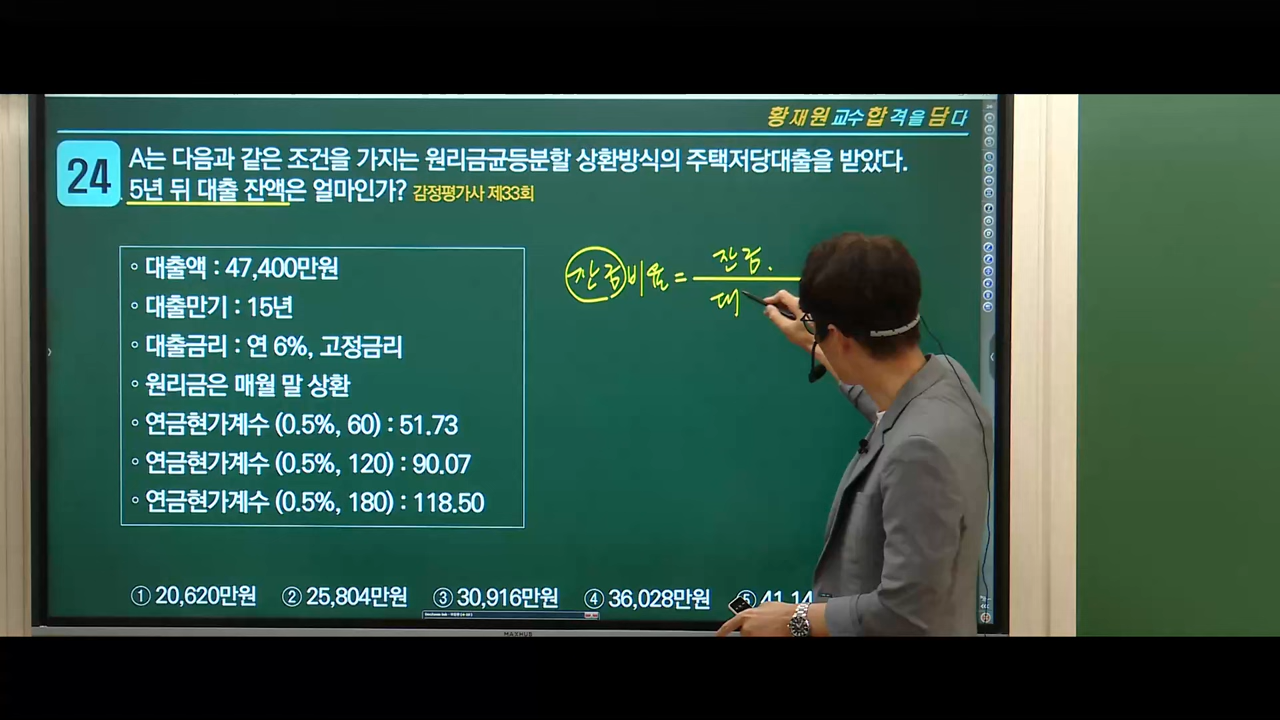 황재원교수합격을담다
24
A는 다음과 같은 조건을 가지는 원리금균등분할 상환방식의 주택저당대출을 받았다.
5년 뒤 대출 잔액은 얼마인가? 감정평가사 제33회
◦ 대출액 : 47,400만원
◦ 대출만기 : 15년
◦ 대출금리 : 연 6%, 고정금리
◦ 원리금은 매월 말 상환
◦ 연금현가계수 (0.5%, 60) : 51.73
◦ 연금현가계수 (0.5%, 120) : 90.07
◦ 연금현가계수 (0.5%, 180) : 118.50
잔금비율 = 잔금.
대
① 20,620만원 ② 25,804만원 ③ 30,916만원 ④ 36,028만원 ⑤ 41,14
MAXHUB